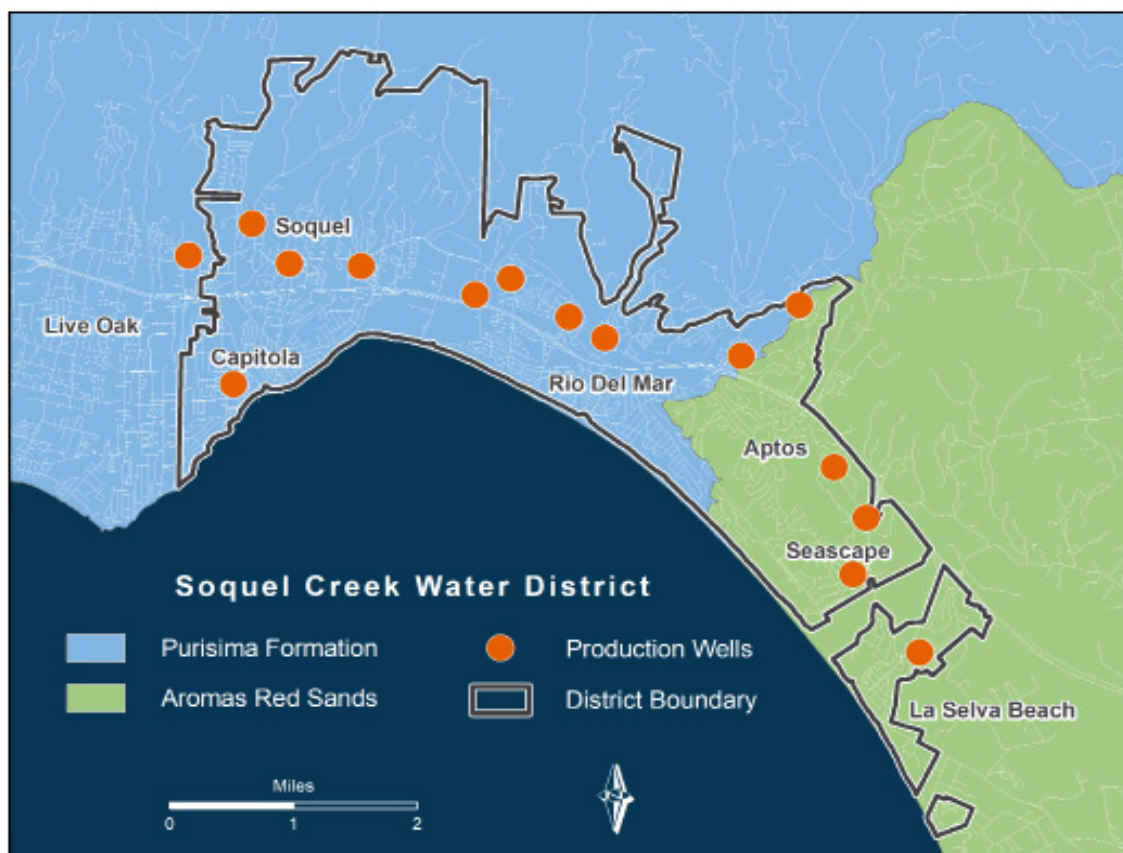 Soquel
Live Oak
Capitola
Rio Del Mar
Aptos
Seascape
La Selva Beach
Soquel Creek Water District
Purisima Formation
Production Wells
Aromas Red Sands
District Boundary
Miles
0 1 2